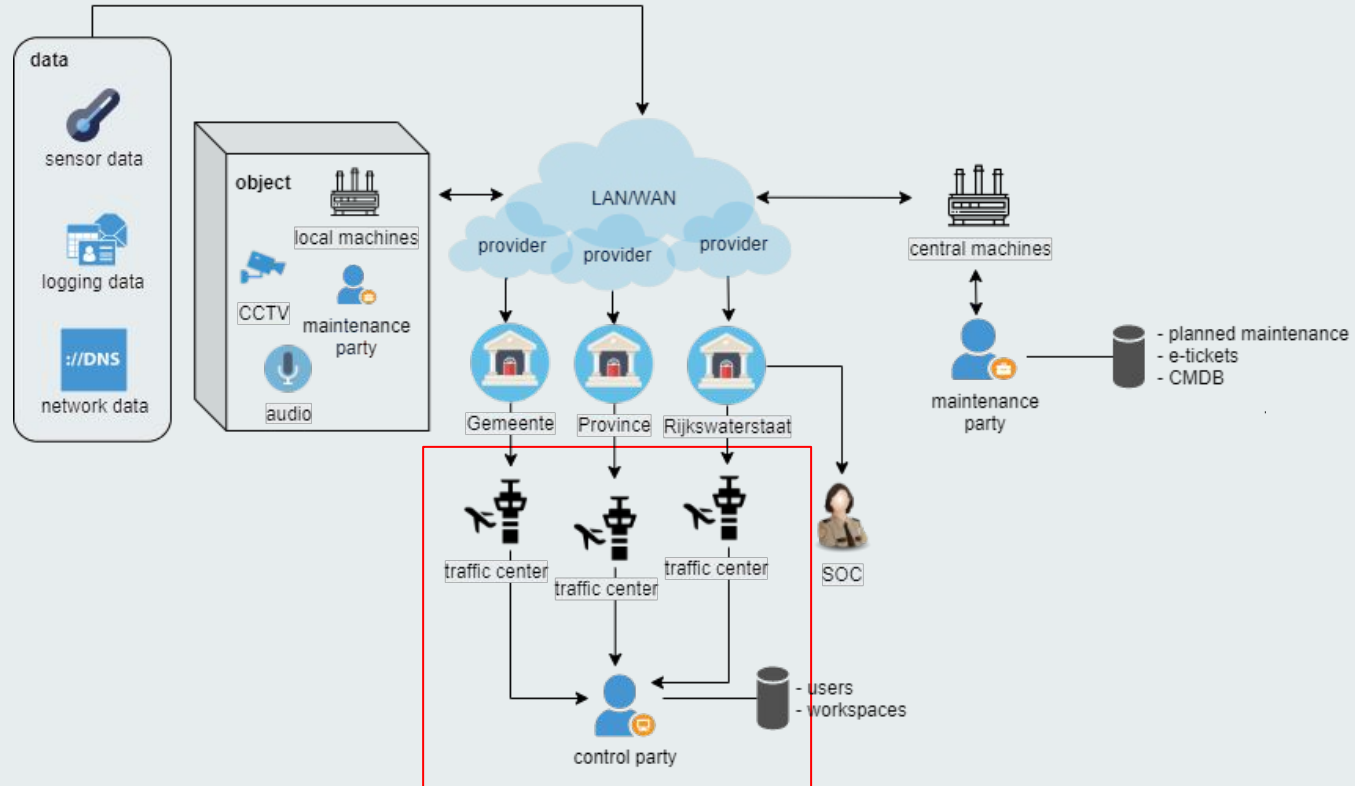 data
sensor data
logging data
://DNS
network data
object
local machines
CCTV
maintenance
party
audio
LAN/WAN
provider
provider
provider
central machines
Gemeente
Province
Rijkswaterstaat
maintenance
party
- planned maintenance
- e-tickets
- CMDB
traffic center
traffic center
traffic center
SOC
- users
- workspaces
control party